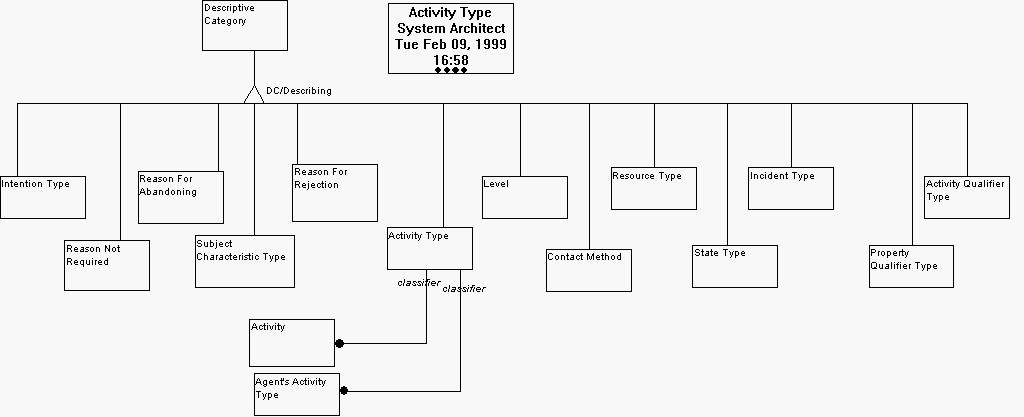 Descriptive
Category
Activity Type
System Architect
Tue Feb 09, 1999
16:58
DC/Describing
Intention Type
Reason For
Abandoning
Reason For
Rejection
Level
Resource Type
Incident Type
Activity Qualifier
Type
Reason Not
Required
Subject
Characteristic Type
Activity Type
Contact Method
State Type
Property
Qualifier Type
classifier
classifier
Activity
Agent's Activity
Type